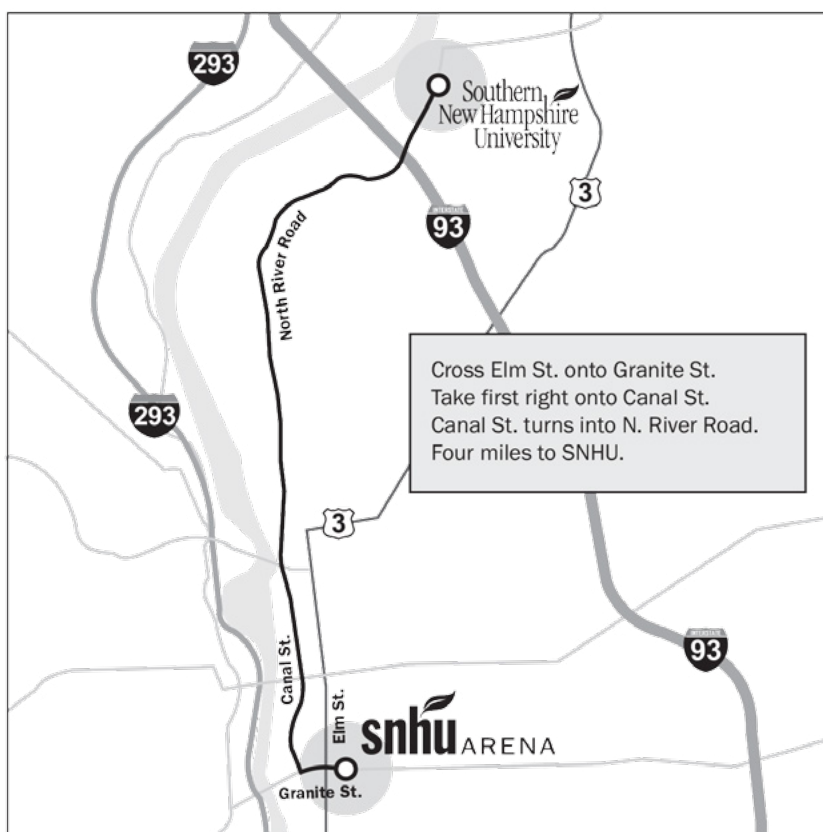 293
Southern
New Hampshire
University
3
INTERSTATE
93
North River Road
Cross Elm St. onto Granite St.
Take first right onto Canal St.
Canal St. turns into N. River Road.
Four miles to SNHU.
293
3
Canal St.
Elm St.
INTERSTATE
93
snhu ARENA
Granite St.